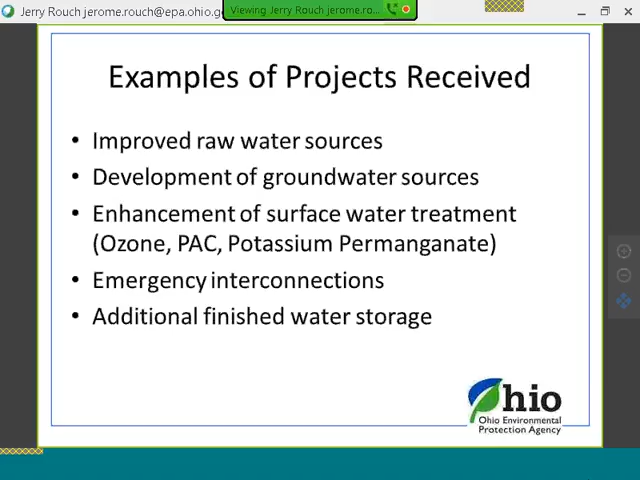 Jerry Rouch jerome.rouch@epa.ohio.g
Viewing Jerry Rouch jerome.ro...
Examples of Projects Received
• Improved raw water sources
• Development of groundwater sources
• Enhancement of surface water treatment
(Ozone, PAC, Potassium Permanganate)
• Emergency interconnections
• Additional finished water storage
Ohio
Ohio Environmental
Protection Agency